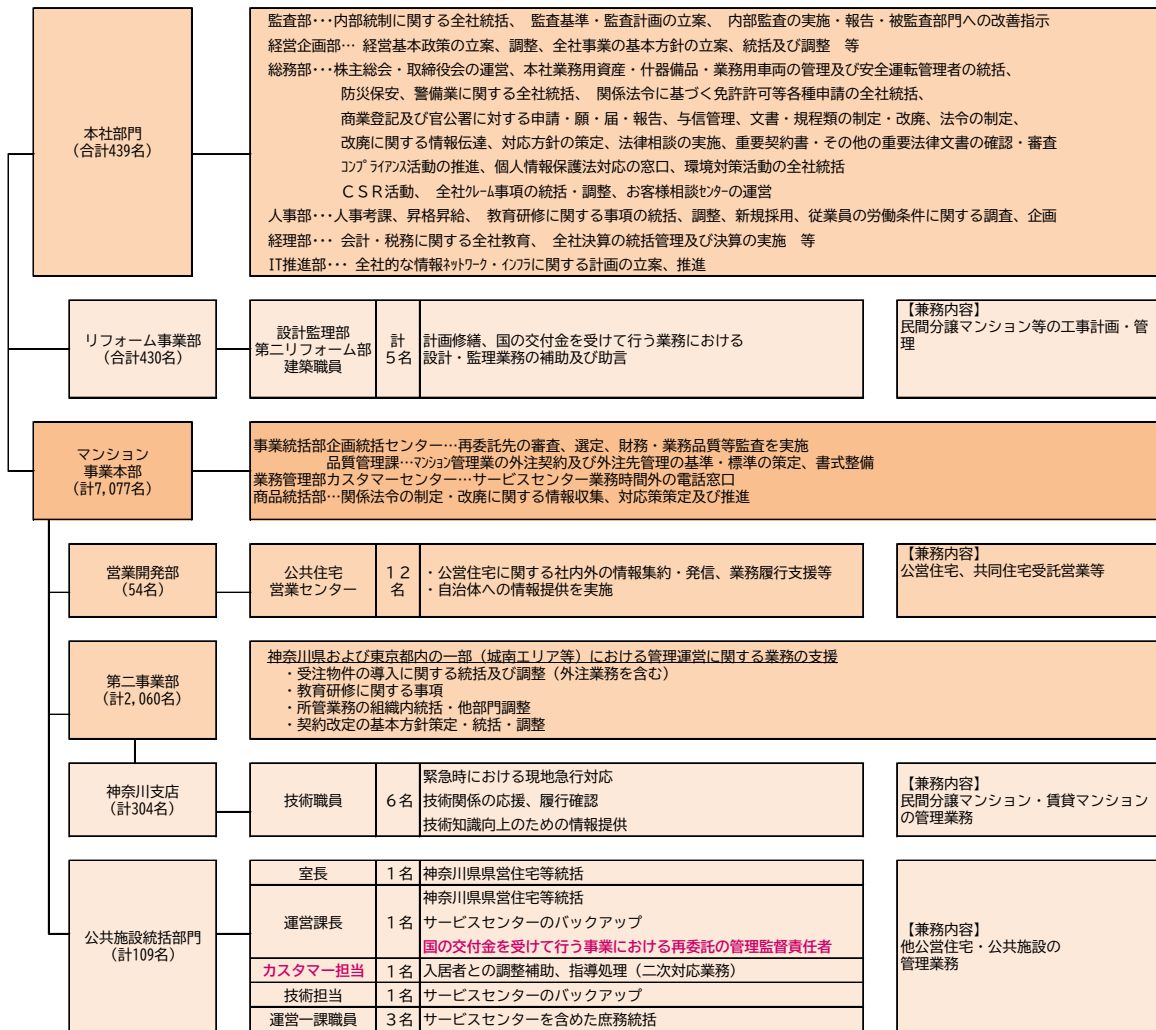 本社部門
(合計439名)
監査部･･･内部統制に関する全社統括、 監査基準・監査計画の立案、 内部監査の実施・報告・被監査部門への改善指示
経営企画部… 経営基本政策の立案、調整、全社事業の基本方針の立案、統括及び調整 等
総務部･･･株主総会・取締役会の運営、本社業務用資産・什器備品・業務用車両の管理及び安全運転管理者の統括、
防災保安、警備業に関する全社統括、 関係法令に基づく免許許可等各種申請の全社統括、
商業登記及び官公署に対する申請・願・届・報告、与信管理、文書・規程類の制定・改廃、法令の制定、
改廃に関する情報伝達、対応方針の策定、法律相談の実施、重要契約書・その他の重要法律文書の確認・審査
ｺﾝﾌﾟﾗｲｱﾝｽ活動の推進、個人情報保護法対応の窓口、環境対策活動の全社統括
ＣＳＲ活動、 全社ｸﾚｰﾑ事項の統括・調整、お客様相談ｾﾝﾀｰの運営
人事部･･･人事考課、昇格昇給、 教育研修に関する事項の統括、調整、新規採用、従業員の労働条件に関する調査、企画
経理部･･･ 会計・税務に関する全社教育、 全社決算の統括管理及び決算の実施 等
IT推進部･･･ 全社的な情報ﾈｯﾄﾜｰｸ・ｲﾝﾌﾗに関する計画の立案、推進
リフォーム事業部
(合計430名)
設計監理部
第二リフォーム部
建築職員
計
5名
計画修繕、国の交付金を受けて行う業務における
設計・監理業務の補助及び助言
【兼務内容】
民間分譲マンション等の工事計画・管
理
マンション
事業本部
(計7,077名)
事業統括部企画統括センター…再委託先の審査、選定、財務・業務品質等監査を実施
品質管理課…ﾏﾝｼｮﾝ管理業の外注契約及び外注先管理の基準・標準の策定、書式整備
業務管理部カスタマーセンター…サービスセンター業務時間外の電話窓口
商品統括部…関係法令の制定・改廃に関する情報収集、対応策策定及び推進
営業開発部
(54名)
公共住宅
営業センター
１２
名
・公営住宅に関する社内外の情報集約・発信、業務履行支援等
・自治体への情報提供を実施
【兼務内容】
公営住宅、共同住宅受託営業等
第二事業部
(計2,060名)
神奈川県および東京都内の一部（城南エリア等）における管理運営に関する業務の支援
・受注物件の導入に関する統括及び調整（外注業務を含む）
・教育研修に関する事項
・所管業務の組織内統括・他部門調整
・契約改定の基本方針策定・統括・調整
神奈川支店
(計304名)
技術職員
6名
緊急時における現地急行対応
技術関係の応援、履行確認
技術知識向上のための情報提供
【兼務内容】
民間分譲マンション・賃貸マンション
の管理業務
公共施設統括部門
(計109名)
室長
1名
神奈川県県営住宅等統括
運営課長
1名
神奈川県県営住宅等統括
サービスセンターのバックアップ
国の交付金を受けて行う事業における再委託の管理監督責任者
カスタマー担当
1名
入居者との調整補助、指導処理（二次対応業務）
技術担当
1名
サービスセンターのバックアップ
運営一課職員
3名
サービスセンターを含めた庶務統括
【兼務内容】
他公営住宅・公共施設の
管理業務